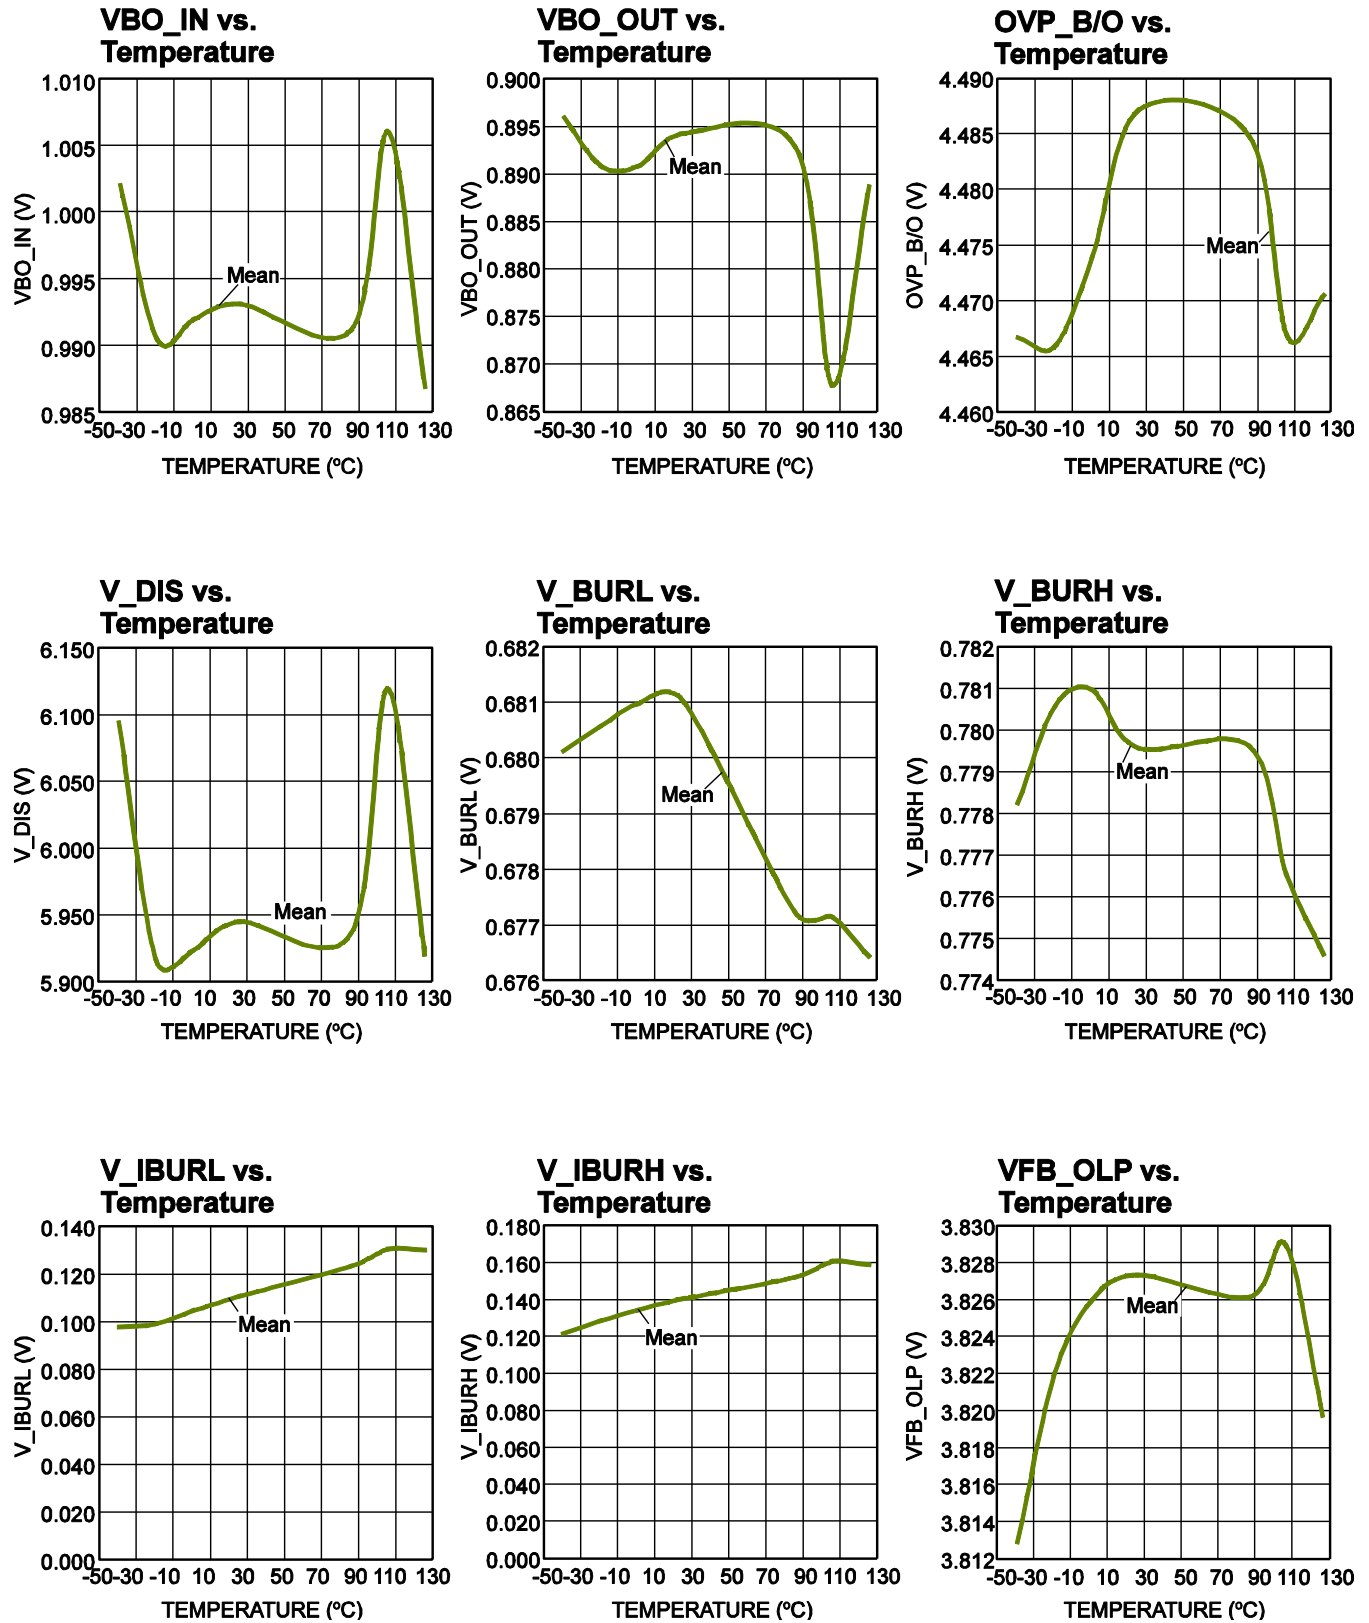 VBO_IN vs.
Temperature
1.010
1.005
1.000
0.995
0.990
0.985
VBO_IN (V)
Mean
-50 -30 -10 10 30 50 70 90 110 130
TEMPERATURE (ºC)
VBO_OUT vs.
Temperature
0.900
0.895
0.890
0.885
0.880
0.875
0.870
0.865
VBO_OUT (V)
Mean
-50 -30 -10 10 30 50 70 90 110 130
TEMPERATURE (ºC)
OVP_B/O vs.
Temperature
4.490
4.485
4.480
4.475
4.470
4.465
4.460
OVP_B/O (V)
Mean
-50 -30 -10 10 30 50 70 90 110 130
TEMPERATURE (ºC)
V_DIS vs.
Temperature
6.150
6.100
6.050
6.000
5.950
5.900
V_DIS (V)
Mean
-50 -30 -10 10 30 50 70 90 110 130
TEMPERATURE (ºC)
V_BURL vs.
Temperature
0.682
0.681
0.680
0.679
0.678
0.677
0.676
V_BURL (V)
Mean
-50 -30 -10 10 30 50 70 90 110 130
TEMPERATURE (ºC)
V_BURH vs.
Temperature
0.782
0.781
0.780
0.779
0.778
0.777
0.776
0.775
0.774
V_BURH (V)
Mean
-50 -30 -10 10 30 50 70 90 110 130
TEMPERATURE (ºC)
V_IBURL vs.
Temperature
0.140
0.120
0.100
0.080
0.060
0.040
0.020
0.000
V_IBURL (V)
Mean
-50 -30 -10 10 30 50 70 90 110 130
TEMPERATURE (ºC)
V_IBURH vs.
Temperature
0.180
0.160
0.140
0.120
0.100
0.080
0.060
0.040
0.020
0.000
V_IBURH (V)
Mean
-50 -30 -10 10 30 50 70 90 110 130
TEMPERATURE (ºC)
VFB_OLP vs.
Temperature
3.830
3.828
3.826
3.824
3.822
3.820
3.818
3.816
3.814
3.812
VFB_OLP (V)
Mean
-50 -30 -10 10 30 50 70 90 110 130
TEMPERATURE (ºC)